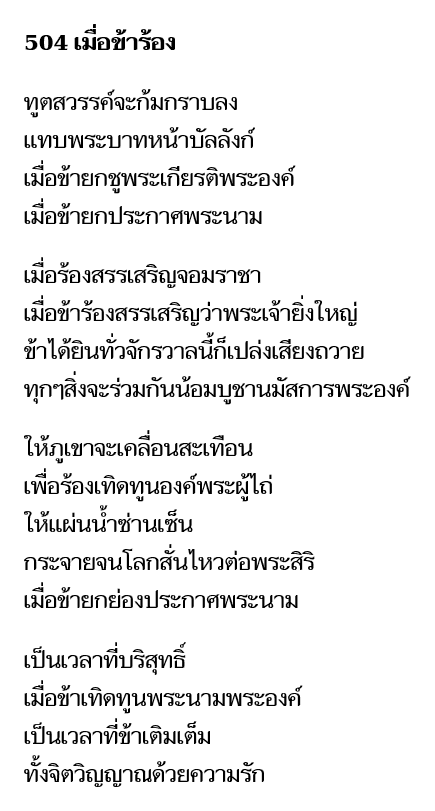 504 เมื่อข้าร้อง
ทูตสวรรค์จะก้มกราบลง
แทบพระบาทหน้าบัลลังก์
เมื่อข้ายกชูพระเกียรติพระองค์
เมื่อข้ายกประกาศพระนาม
เมื่อร้องสรรเสริญจอมราชา
เมื่อข้าร้องสรรเสริญว่าพระเจ้ายิ่งใหญ่
ข้าได้ยินทั่วจักรวาลนี้ก็เปล่งเสียงถวาย
ทุกๆสิ่งจะร่วมกันน้อมบูชานมัสการพระองค์
ให้ภูเขาจะเคลื่อนสะเทือน
เพื่อร้องเทิดทูนองค์พระผู้ไถ่
ให้แผ่นน้ำซ่านเซ็น
กระจายจนโลกสั่นไหวต่อพระสิริ
เมื่อข้ายกย่องประกาศพระนาม
เป็นเวลาที่บริสุทธิ์
เมื่อข้าเทิดทูนพระนามพระองค์
เป็นเวลาที่ข้าเติมเต็ม
ทั้งจิตวิญญาณด้วยความรัก